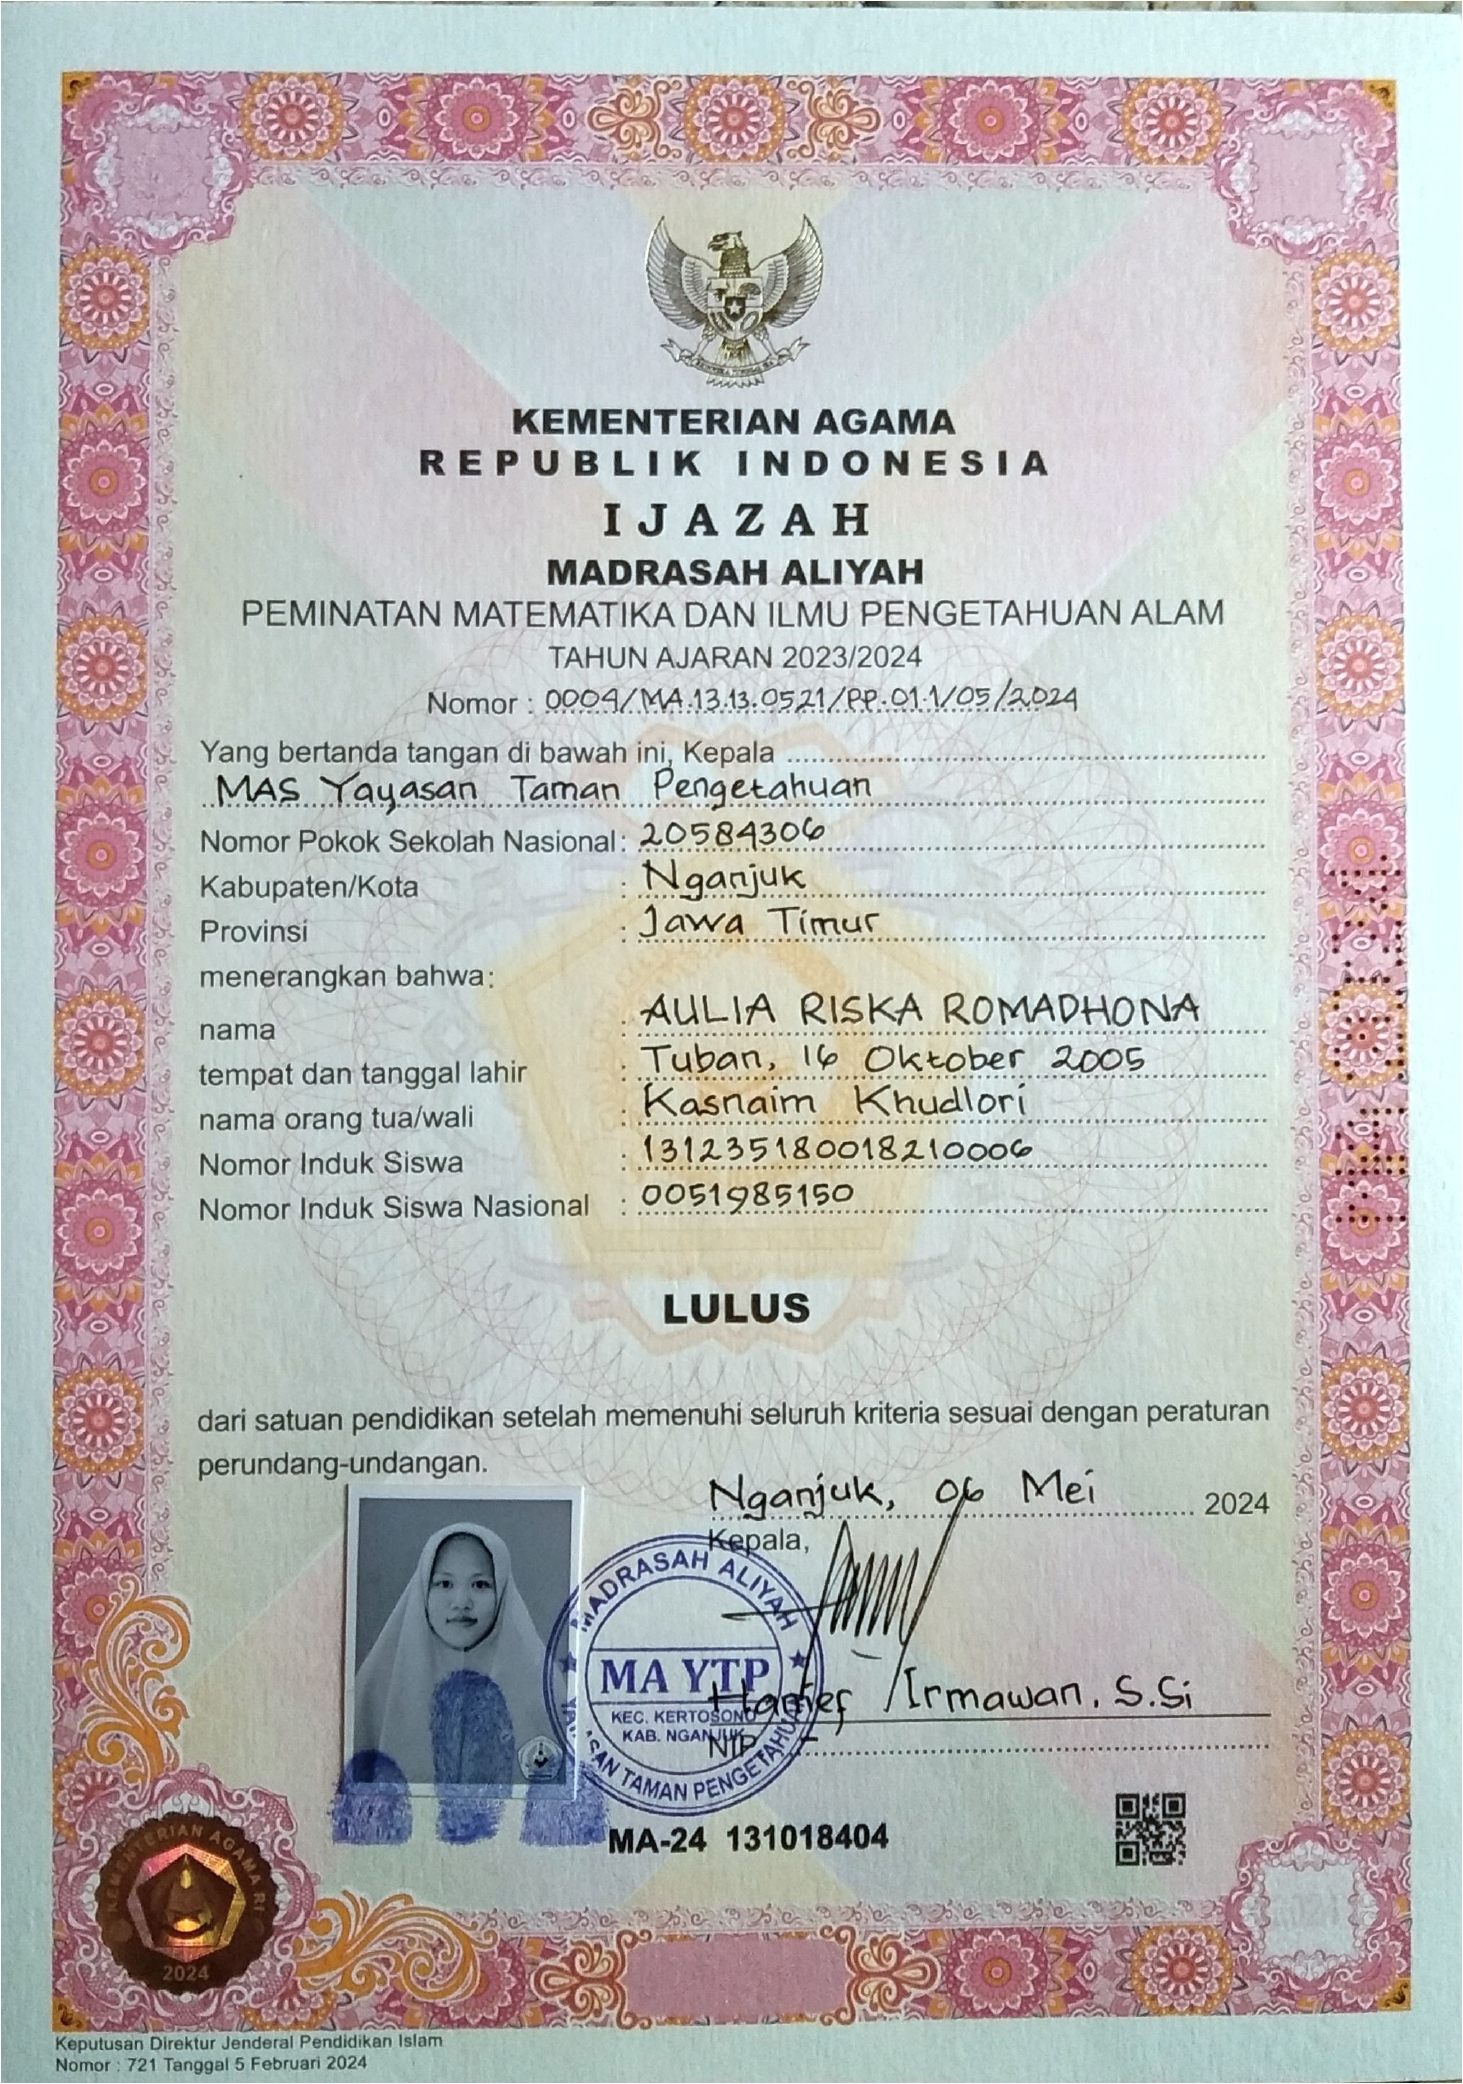 KEMENTERIAN AGAMA
REPUBLIK INDONESIA
IJAZAH
MADRASAH ALIYAH
PEMINATAN MATEMATIKA DAN ILMU PENGETAHUAN ALAM
TAHUN AJARAN 2023/2024
Nomor : 0004/MA.13.13.0521/PP.01.1/05/2024
Yang bertanda tangan di bawah ini, Kepala
MAS Yayasan Taman Pengetahuan
Nomor Pokok Sekolah Nasional : 20584306
Kabupaten/Kota : Nganjuk
Provinsi : Jawa Timur
menerangkan bahwa:
nama : AULIA RISKA ROMADHONA
tempat dan tanggal lahir : Tuban, 16 Oktober 2005
nama orang tua/wali : Kasnaim Khudlori
Nomor Induk Siswa : 131235180018210006
Nomor Induk Siswa Nasional : 0051985150
LULUS
dari satuan pendidikan setelah memenuhi seluruh kriteria sesuai dengan peraturan
perundang-undangan.
Nganjuk, 06 Mei 2024
Kepala,
MADRASAH ALIYAH
MA YTP
KEC. KERTOSONO
KAB. NGANJUK
YAYASAN TAMAN PENGETAHUAN
Hanief Irmawan, S.Si
NIP. -
MA-24 131018404
KEMENTERIAN AGAMA RI
2024
Keputusan Direktur Jenderal Pendidikan Islam
Nomor : 721 Tanggal 5 Februari 2024